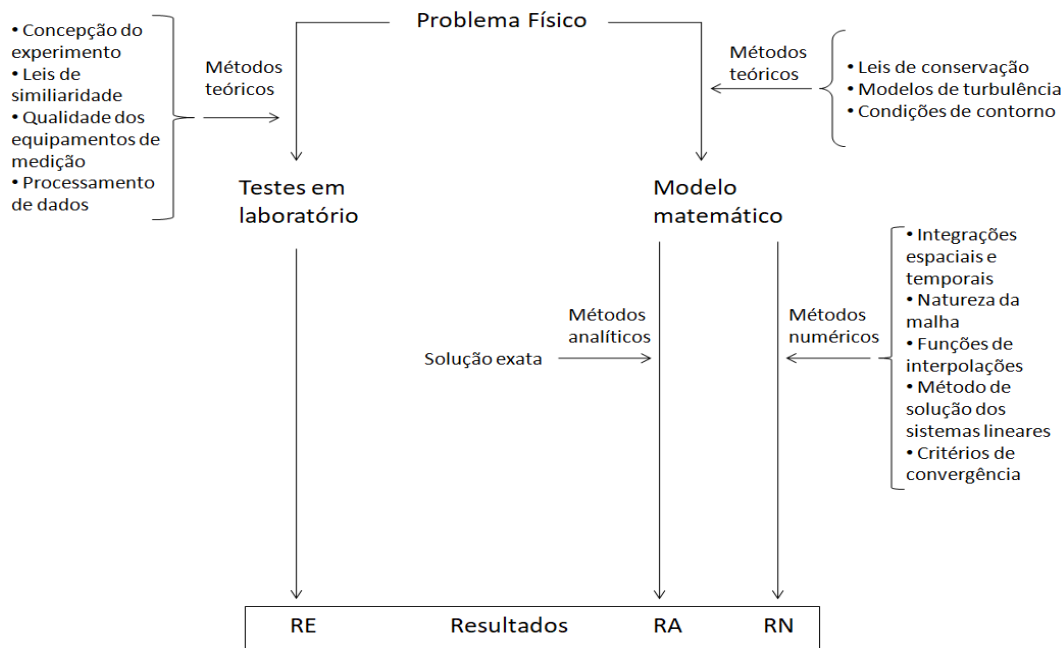 Problema Físico
• Concepção do
experimento
• Leis de
similiaridade
• Qualidade dos
equipamentos de
medição
• Processamento
de dados
Métodos
teóricos
Métodos
teóricos
• Leis de conservação
• Modelos de turbulência
• Condições de contorno
Testes em
laboratório
Modelo
matemático
Solução exata
Métodos
analíticos
Métodos
numéricos
• Integrações
espaciais e
temporais
• Natureza da
malha
• Funções de
interpolações
• Método de
solução dos
sistemas lineares
• Critérios de
convergência
RE Resultados RA RN